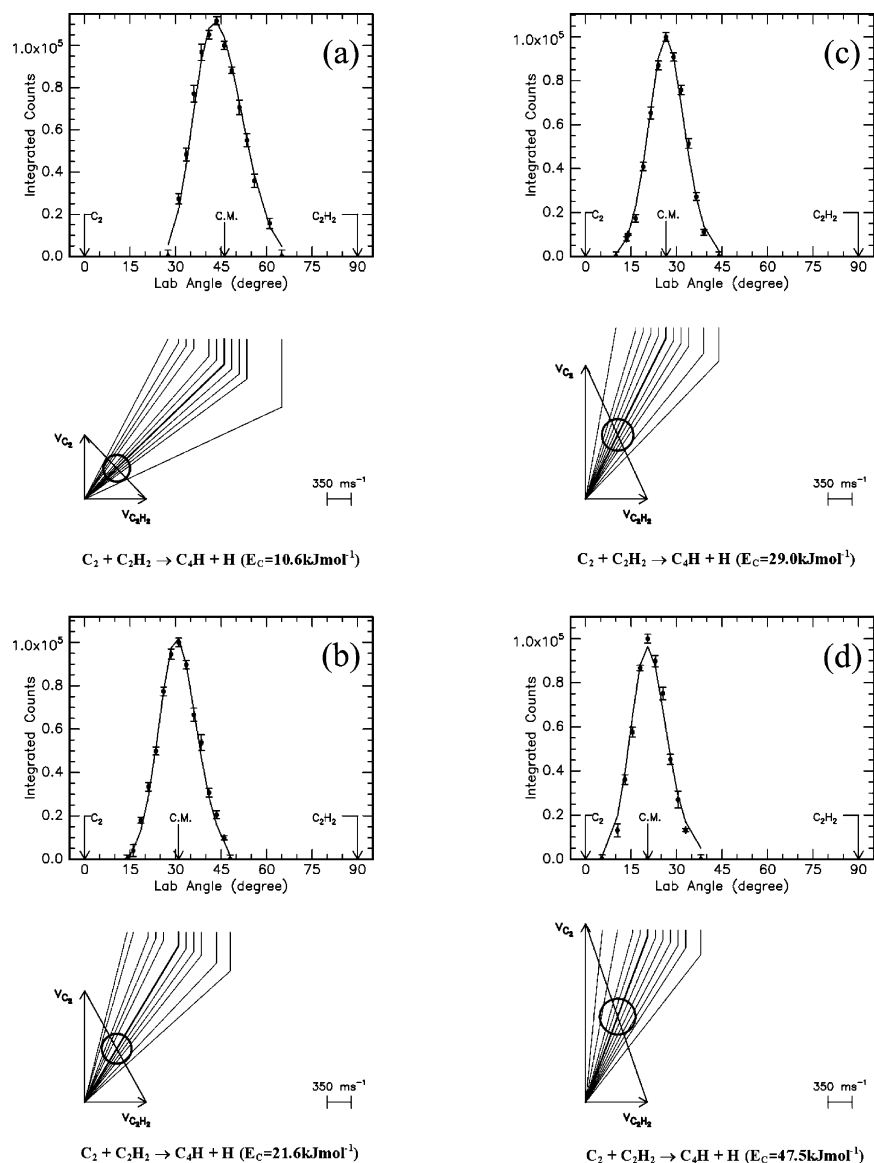 (a)
1.0x10⁵
0.8
0.6
0.4
0.2
0.0
Integrated Counts
C₂
C.M.
C₂H₂
0 15 30 45 60 75 90
Lab Angle (degree)
V_C₂
V_C₂H₂
350 ms⁻¹
C₂ + C₂H₂ → C₄H + H (E_C=10.6kJmol⁻¹)
(c)
1.0x10⁵
0.8
0.6
0.4
0.2
0.0
Integrated Counts
C₂
C.M.
C₂H₂
0 15 30 45 60 75 90
Lab Angle (degree)
V_C₂
V_C₂H₂
350 ms⁻¹
C₂ + C₂H₂ → C₄H + H (E_C=29.0kJmol⁻¹)
(b)
1.0x10⁵
0.8
0.6
0.4
0.2
0.0
Integrated Counts
C₂
C.M.
C₂H₂
0 15 30 45 60 75 90
Lab Angle (degree)
V_C₂
V_C₂H₂
350 ms⁻¹
C₂ + C₂H₂ → C₄H + H (E_C=21.6kJmol⁻¹)
(d)
1.0x10⁵
0.8
0.6
0.4
0.2
0.0
Integrated Counts
C₂
C.M.
C₂H₂
0 15 30 45 60 75 90
Lab Angle (degree)
V_C₂
V_C₂H₂
350 ms⁻¹
C₂ + C₂H₂ → C₄H + H (E_C=47.5kJmol⁻¹)